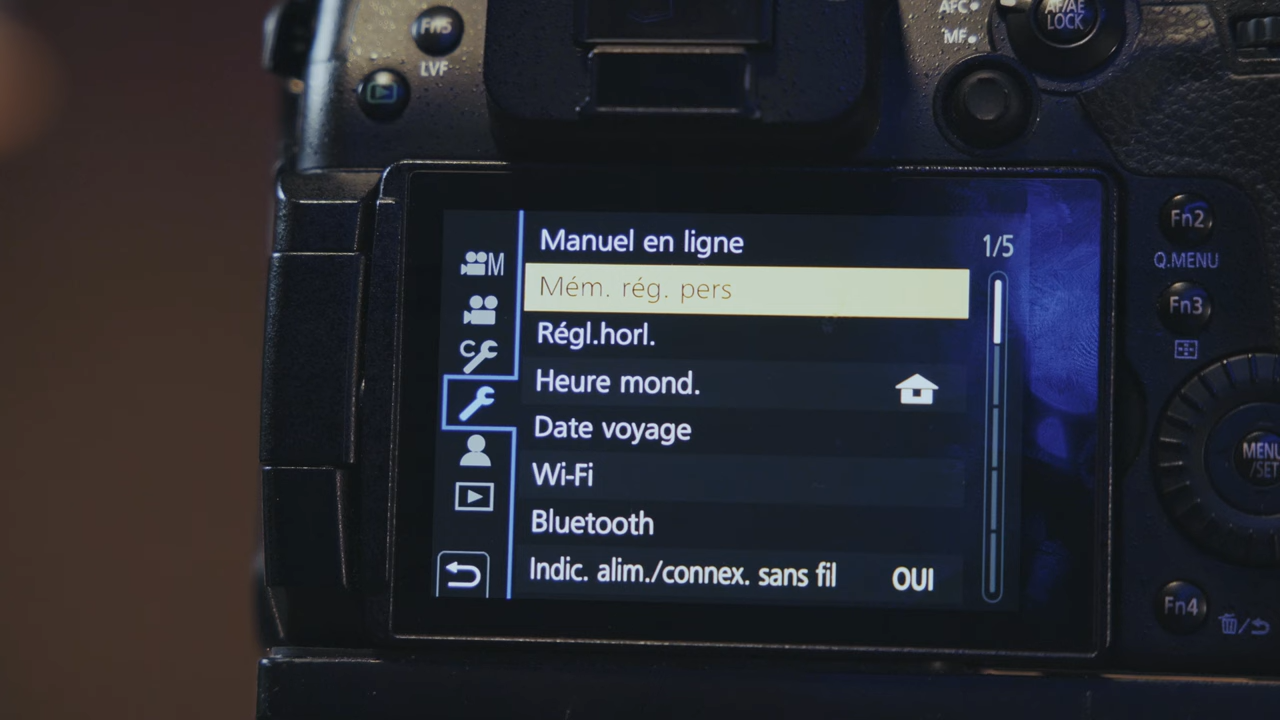 Fn5
LVF
AFC
MF
AF/AE
LOCK
Manuel en ligne
1/5
Mém. rég. pers
Régl.horl.
Heure mond.
Date voyage
Wi-Fi
Bluetooth
Indic. alim./connex. sans fil OUI
M
C
Fn2
Q.MENU
Fn3
MENU
/SET
Fn4